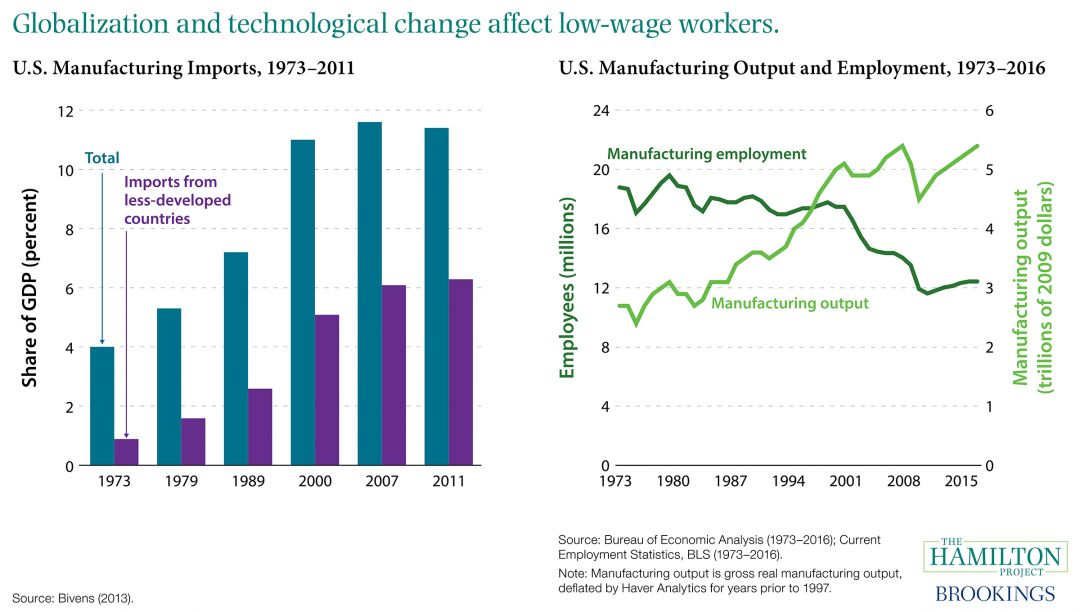 Globalization and technological change affect low-wage workers.
U.S. Manufacturing Imports, 1973–2011
12
10
8
6
4
2
0
Share of GDP (percent)
Total
Imports from
less-developed
countries
1973 1979 1989 2000 2007 2011
Source: Bivens (2013).
U.S. Manufacturing Output and Employment, 1973–2016
24
20
16
12
8
4
0
Employees (millions)
Manufacturing employment
Manufacturing output
6
5
4
3
2
1
0
Manufacturing output
(trillions of 2009 dollars)
1973 1980 1987 1994 2001 2008 2015
Source: Bureau of Economic Analysis (1973–2016); Current
Employment Statistics, BLS (1973–2016).
Note: Manufacturing output is gross real manufacturing output,
deflated by Haver Analytics for years prior to 1997.
THE
HAMILTON
PROJECT
BROOKINGS